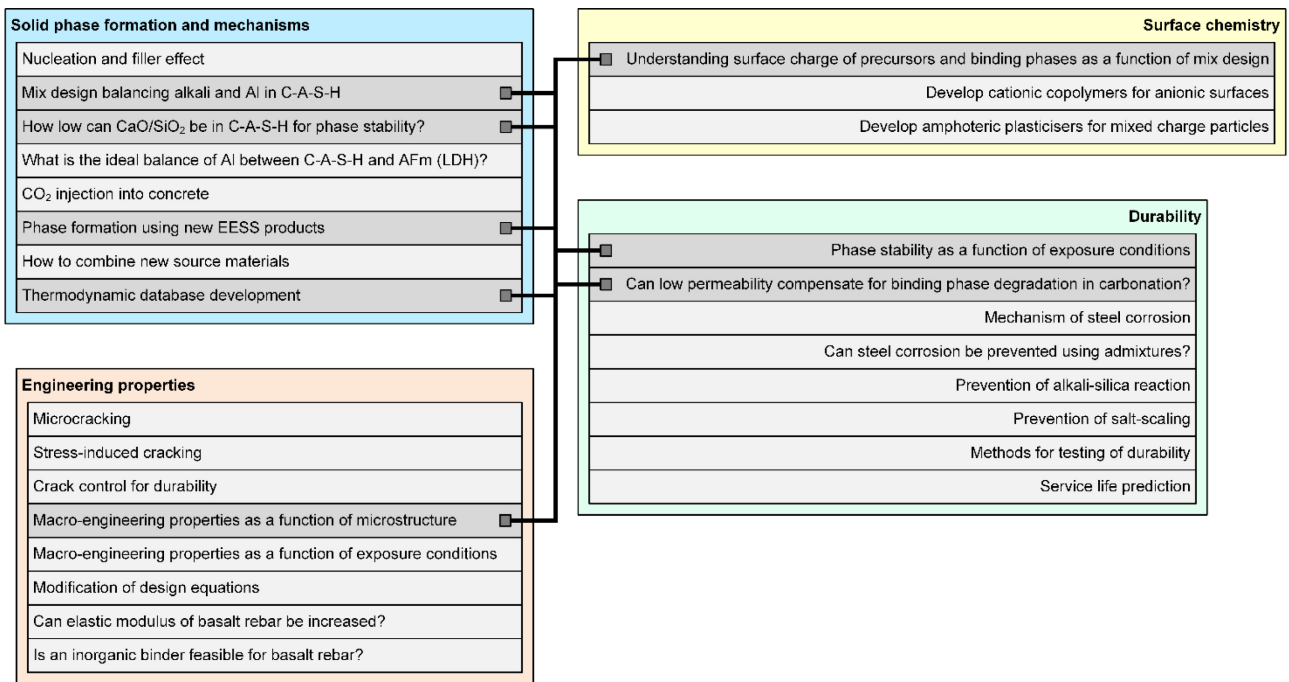 Solid phase formation and mechanisms
Nucleation and filler effect
Mix design balancing alkali and Al in C-A-S-H
How low can CaO/SiO₂ be in C-A-S-H for phase stability?
What is the ideal balance of Al between C-A-S-H and AFm (LDH)?
CO₂ injection into concrete
Phase formation using new EESS products
How to combine new source materials
Thermodynamic database development
Engineering properties
Microcracking
Stress-induced cracking
Crack control for durability
Macro-engineering properties as a function of microstructure
Macro-engineering properties as a function of exposure conditions
Modification of design equations
Can elastic modulus of basalt rebar be increased?
Is an inorganic binder feasible for basalt rebar?
Surface chemistry
Understanding surface charge of precursors and binding phases as a function of mix design
Develop cationic copolymers for anionic surfaces
Develop amphoteric plasticisers for mixed charge particles
Durability
Phase stability as a function of exposure conditions
Can low permeability compensate for binding phase degradation in carbonation?
Mechanism of steel corrosion
Can steel corrosion be prevented using admixtures?
Prevention of alkali-silica reaction
Prevention of salt-scaling
Methods for testing of durability
Service life prediction